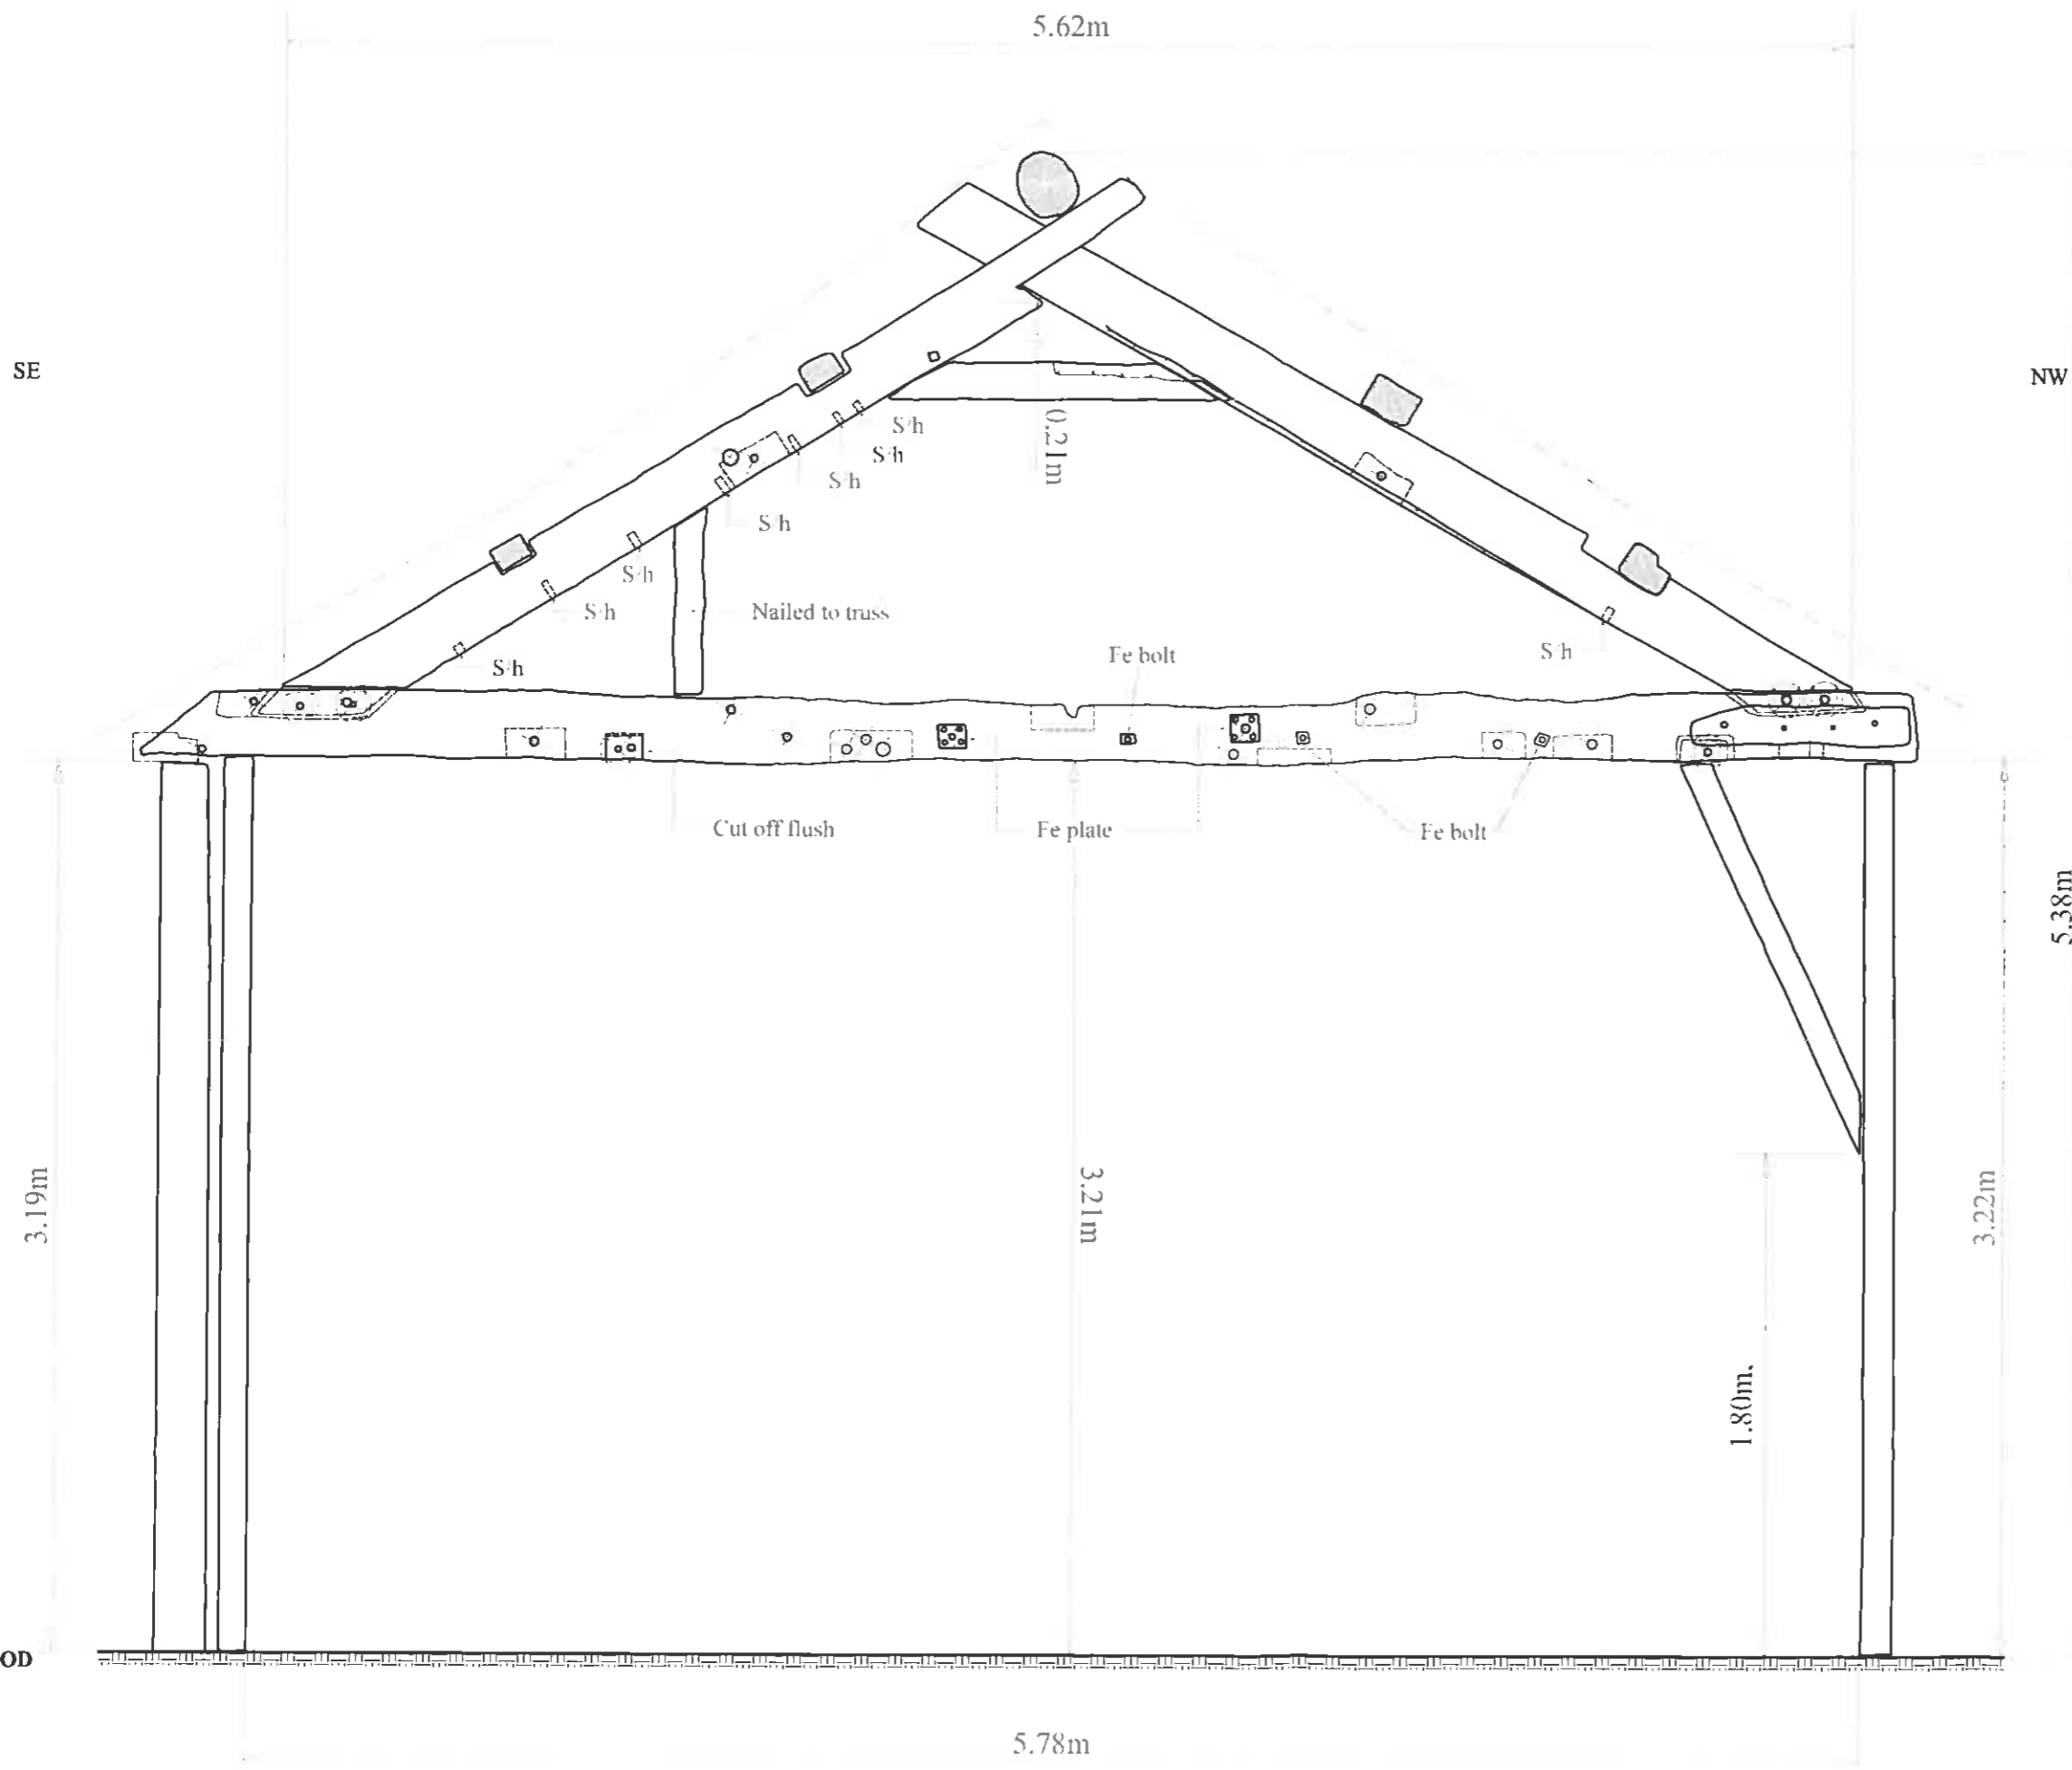 5.62m
SE
NW
0.21m
S/h
S/h
S/h
S/h
S/h
S/h
S/h
Nailed to truss
Fe bolt
S/h
Cut off flush
Fe plate
Fe bolt
5.38m
3.19m
3.21m
3.22m
1.80m.
OD
5.78m